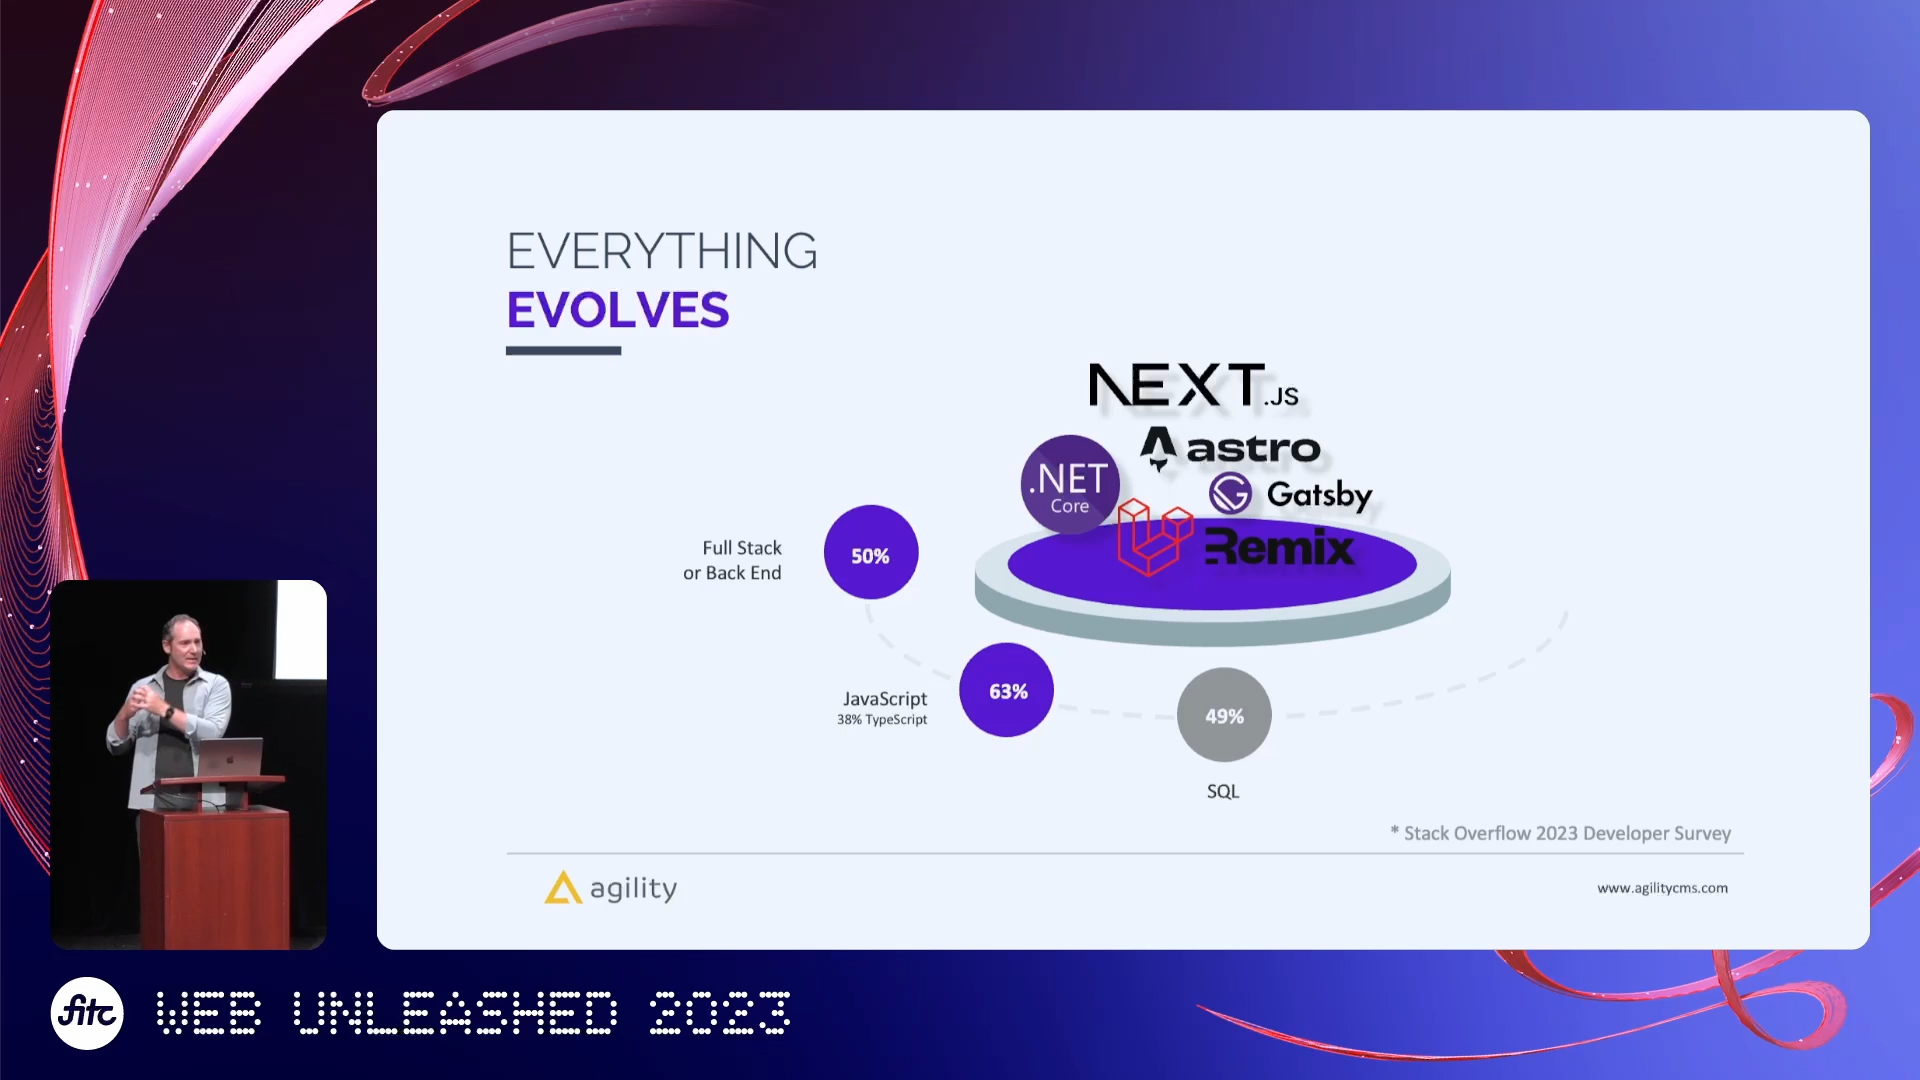 EVERYTHING
EVOLVES
NEXT.JS
astro
.NET
Core
Gatsby
Remix
Full Stack
or Back End
50%
JavaScript
38% TypeScript
63%
49%
SQL
* Stack Overflow 2023 Developer Survey
agility
www.agilitycms.com
fitc
WEB UNLEASHED 2023